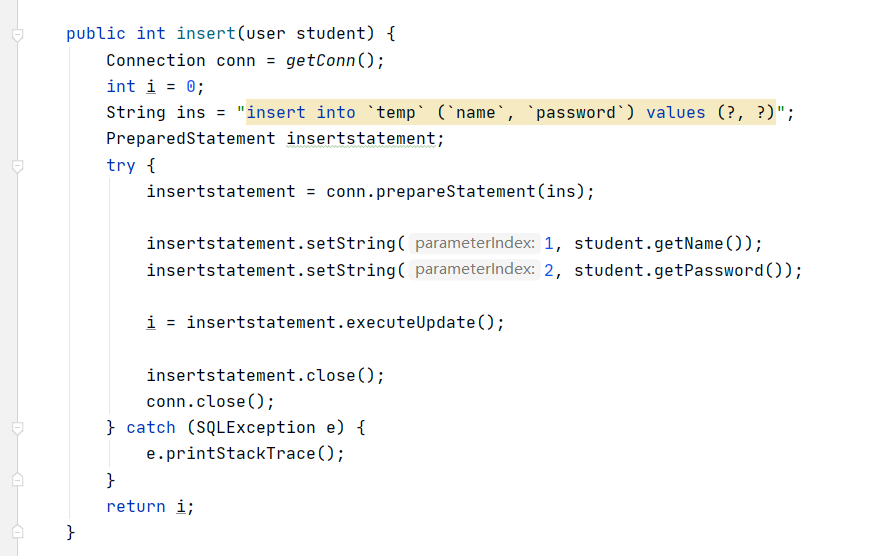 public int insert(user student) {
Connection conn = getConn();
int i = 0;
String ins = "insert into `temp` (`name`, `password`) values (?, ?)";
PreparedStatement insertstatement;
try {
insertstatement = conn.prepareStatement(ins);
insertstatement.setString( parameterIndex: 1, student.getName());
insertstatement.setString( parameterIndex: 2, student.getPassword());
i = insertstatement.executeUpdate();
insertstatement.close();
conn.close();
} catch (SQLException e) {
e.printStackTrace();
}
return i;
}